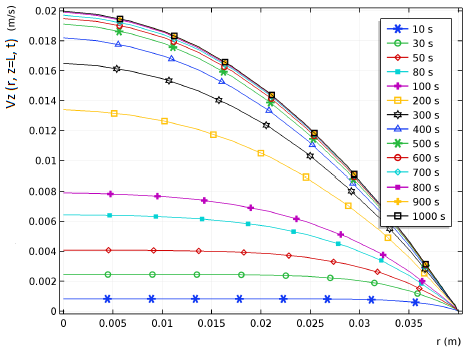 Vz (r, z=L, t) (m/s)
0.02
0.018
0.016
0.014
0.012
0.01
0.008
0.006
0.004
0.002
0
0 0.005 0.01 0.015 0.02 0.025 0.03 0.035
r (m)
10 s
30 s
50 s
80 s
100 s
200 s
300 s
400 s
500 s
600 s
700 s
800 s
900 s
1000 s